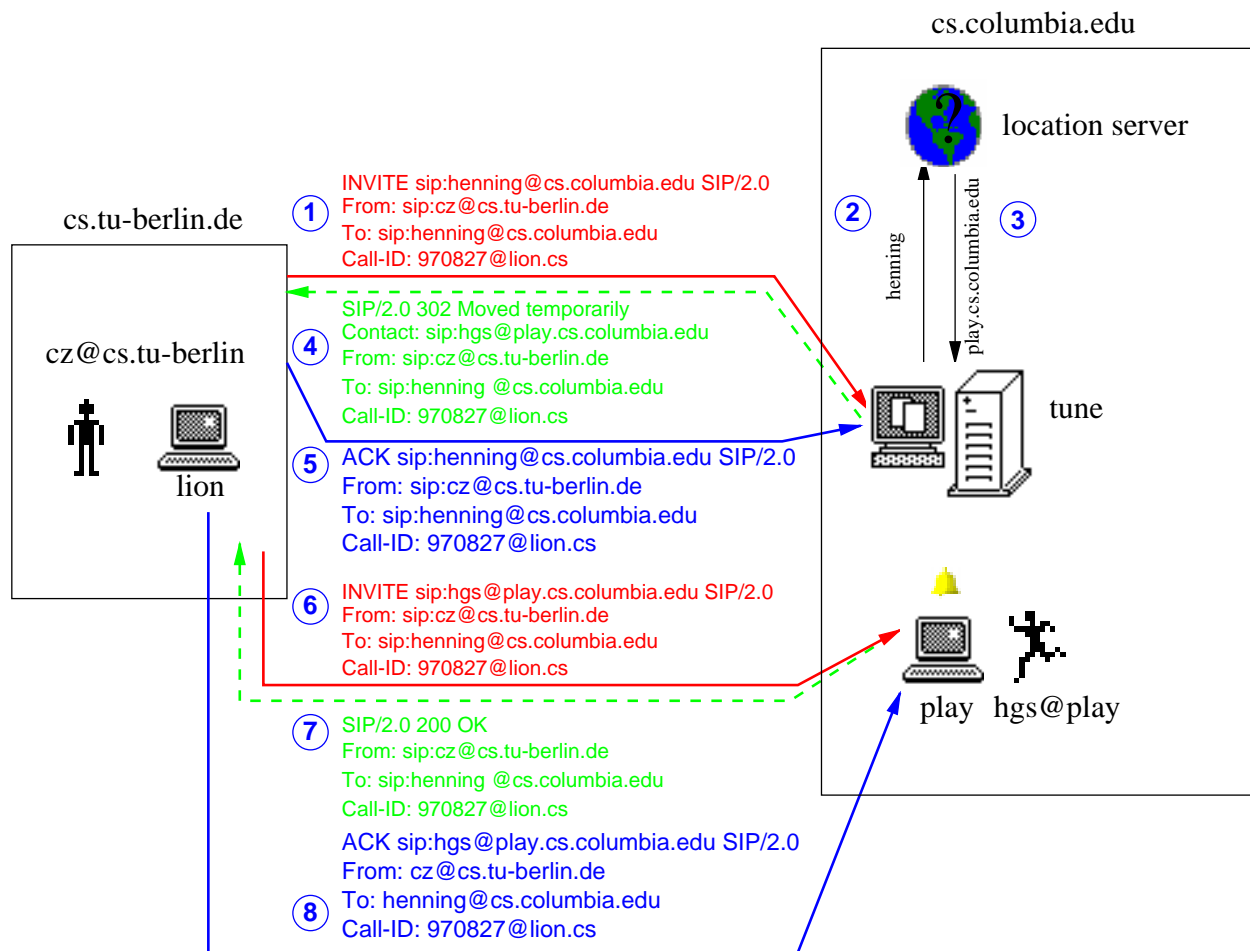 cs.columbia.edu
location server
INVITE sip:henning@cs.columbia.edu SIP/2.0
1
From: sip:cz@cs.tu-berlin.de
To: sip:henning@cs.columbia.edu
Call-ID: 970827@lion.cs
2
3
henning
play.cs.columbia.edu
cs.tu-berlin.de
SIP/2.0 302 Moved temporarily
4
Contact: sip:hgs@play.cs.columbia.edu
From: sip:cz@cs.tu-berlin.de
To: sip:henning @cs.columbia.edu
Call-ID: 970827@lion.cs
cz@cs.tu-berlin
lion
tune
5
ACK sip:henning@cs.columbia.edu SIP/2.0
From: sip:cz@cs.tu-berlin.de
To: sip:henning@cs.columbia.edu
Call-ID: 970827@lion.cs
6
INVITE sip:hgs@play.cs.columbia.edu SIP/2.0
From: sip:cz@cs.tu-berlin.de
To: sip:henning@cs.columbia.edu
Call-ID: 970827@lion.cs
play
hgs@play
7
SIP/2.0 200 OK
From: sip:cz@cs.tu-berlin.de
To: sip:henning @cs.columbia.edu
Call-ID: 970827@lion.cs
ACK sip:hgs@play.cs.columbia.edu SIP/2.0
From: cz@cs.tu-berlin.de
8
To: henning@cs.columbia.edu
Call-ID: 970827@lion.cs
?